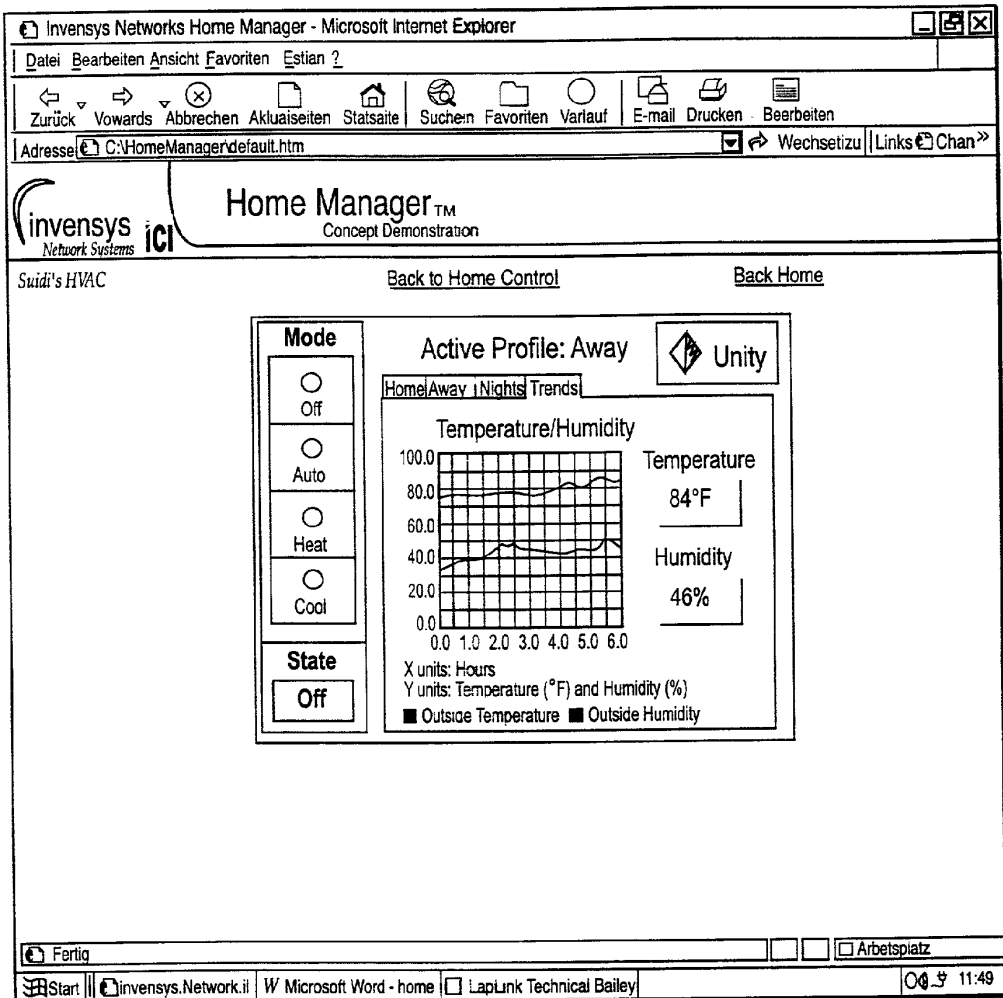 Invensys Networks Home Manager - Microsoft Internet Explorer
Datei Bearbeiten Ansicht Favoriten Estian ?
Zurück Vowards Abbrechen Akluaiseiten Statsaite Suchein Favoriten Varlauf E-mail Drucken Beerbeiten
Adresse C:\HomeManager\default.htm Wechsetizu Links Chan»
invensys
Network Systems
ici
Home Manager TM
Concept Demonstration
Suidi's HVAC Back to Home Control Back Home
Mode
Off
Auto
Heat
Cool
State
Off
Active Profile: Away
Unity
Home Away Nights Trends
Temperature/Humidity
100.0
80.0
60.0
40.0
20.0
0.0
0.0 1.0 2.0 3.0 4.0 5.0 6.0
Temperature
84°F
Humidity
46%
X units: Hours
Y units: Temperature (°F) and Humidity (%)
Outside Temperature Outside Humidity
Fertig Arbetspiatz
Start invensys.Network.il W Microsoft Word - home LapLink Technical Bailey 11:49